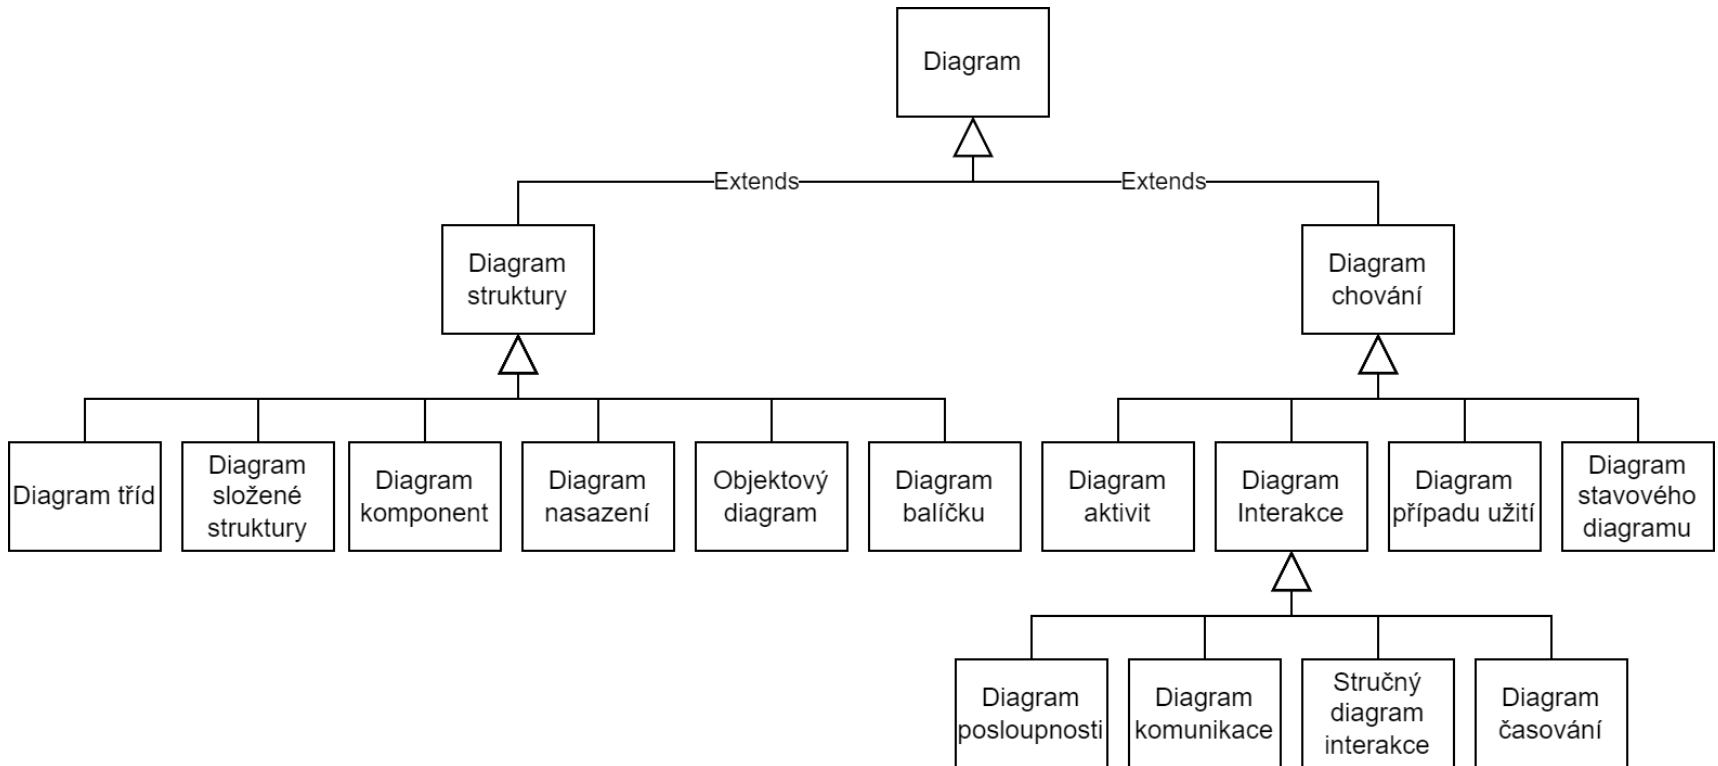 Diagram
Extends
Extends
Diagram
struktury
Diagram
chování
Diagram tříd
Diagram
složené
struktury
Diagram
komponent
Diagram
nasazení
Objektový
diagram
Diagram
balíčku
Diagram
aktivit
Diagram
Interakce
Diagram
případu užití
Diagram
stavového
diagramu
Diagram
posloupnosti
Diagram
komunikace
Stručný
diagram
interakce
Diagram
časování